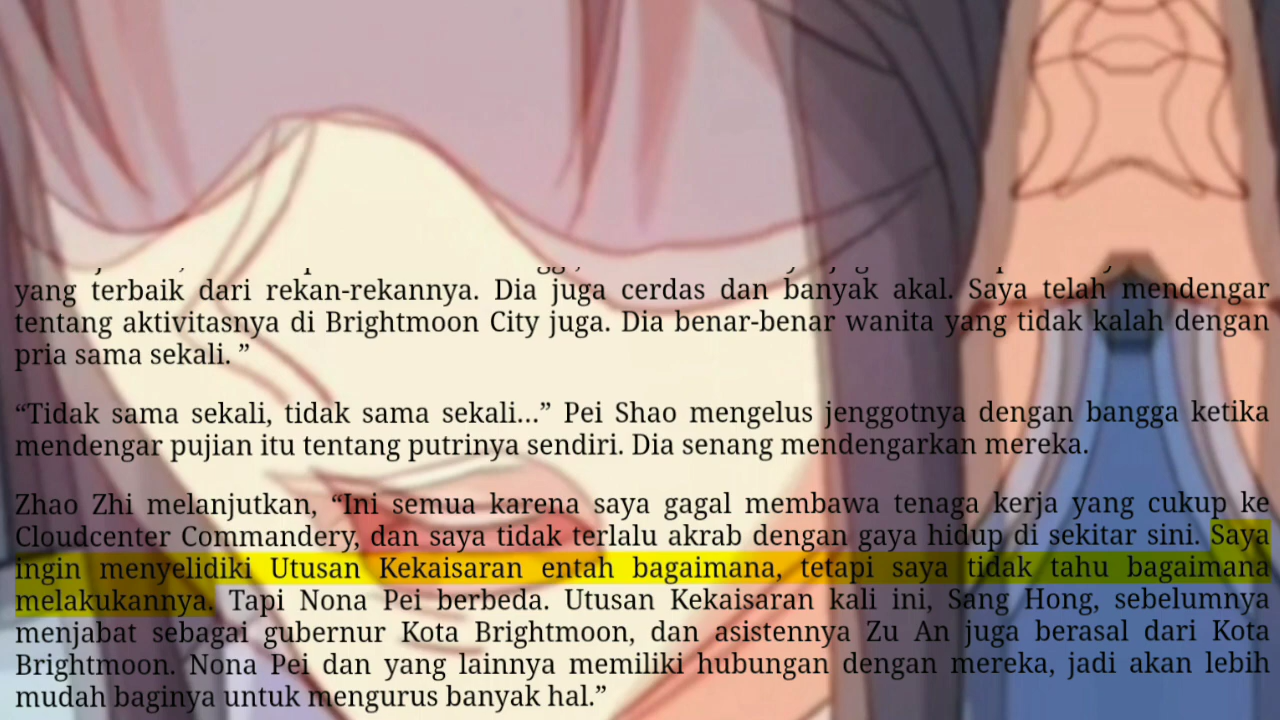 yang terbaik dari rekan-rekannya. Dia juga cerdas dan banyak akal. Saya telah mendengar
tentang aktivitasnya di Brightmoon City juga. Dia benar-benar wanita yang tidak kalah dengan
pria sama sekali. ”
“Tidak sama sekali, tidak sama sekali...” Pei Shao mengelus jenggotnya dengan bangga ketika
mendengar pujian itu tentang putrinya sendiri. Dia senang mendengarkan mereka.
Zhao Zhi melanjutkan, “Ini semua karena saya gagal membawa tenaga kerja yang cukup ke
Cloudcenter Commandery, dan saya tidak terlalu akrab dengan gaya hidup di sekitar sini. Saya
ingin menyelidiki Utusan Kekaisaran entah bagaimana, tetapi saya tidak tahu bagaimana
melakukannya. Tapi Nona Pei berbeda. Utusan Kekaisaran kali ini, Sang Hong, sebelumnya
menjabat sebagai gubernur Kota Brightmoon, dan asistennya Zu An juga berasal dari Kota
Brightmoon. Nona Pei dan yang lainnya memiliki hubungan dengan mereka, jadi akan lebih
mudah baginya untuk mengurus banyak hal.”